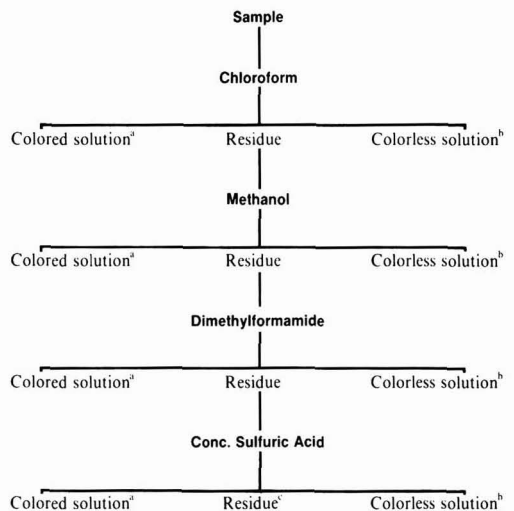 Sample
Chloroform
Colored solutionᵃ Residue Colorless solutionᵇ
Methanol
Colored solutionᵃ Residue Colorless solutionᵇ
Dimethylformamide
Colored solutionᵃ Residue Colorless solutionᵇ
Conc. Sulfuric Acid
Colored solutionᵃ Residueᶜ Colorless solutionᵇ